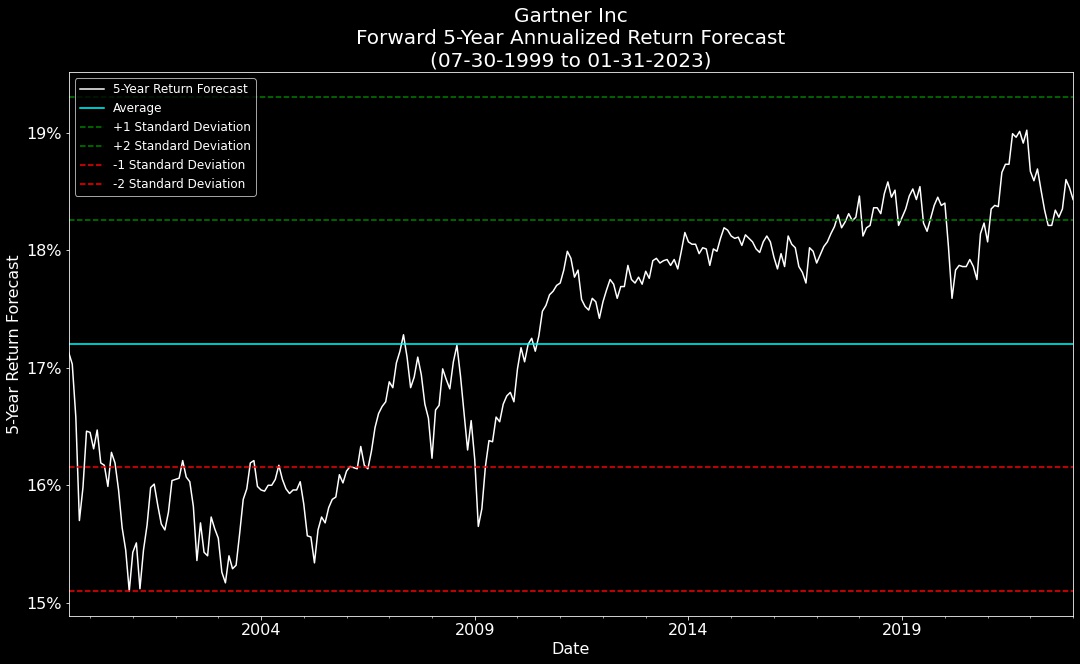 Gartner Inc
Forward 5-Year Annualized Return Forecast
(07-30-1999 to 01-31-2023)
5-Year Return Forecast
Average
+1 Standard Deviation
+2 Standard Deviation
-1 Standard Deviation
-2 Standard Deviation
19%
18%
17%
16%
15%
5-Year Return Forecast
2004
2009
2014
2019
Date